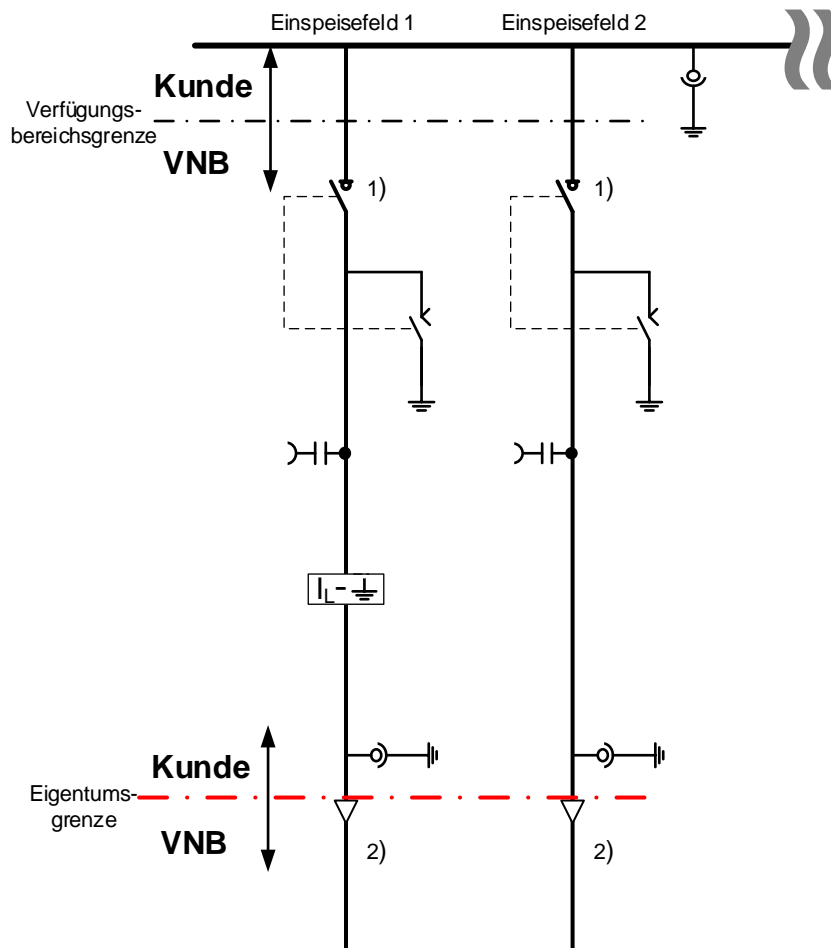 Einspeisefeld 1
Einspeisefeld 2
Kunde
Verfügungs-
bereichsgrenze
VNB
1)
1)
IL-
Kunde
Eigentums-
grenze
VNB
2)
2)